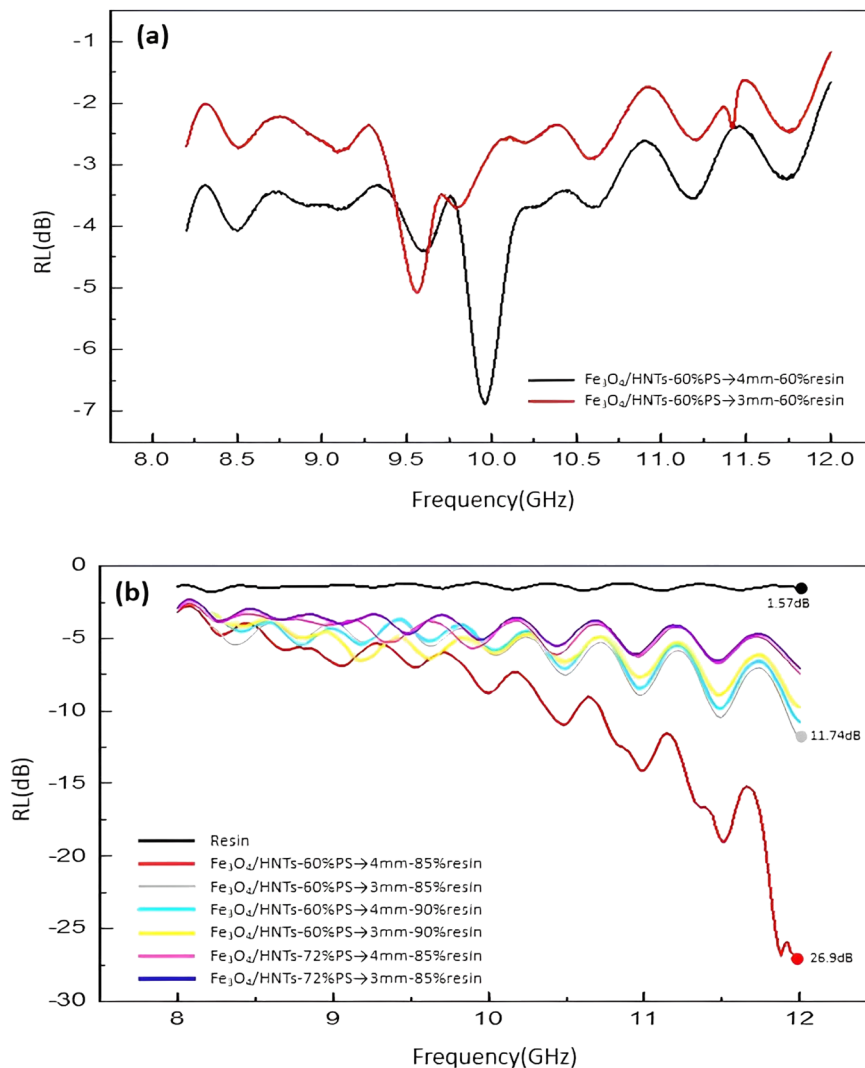 (a)
-1
-2
-3
-4
-5
-6
-7
RL(dB)
Fe₃O₄/HNTs-60%PS→4mm-60%resin
Fe₃O₄/HNTs-60%PS→3mm-60%resin
8.0 8.5 9.0 9.5 10.0 10.5 11.0 11.5 12.0
Frequency(GHz)
(b)
0
-5
-10
-15
-20
-25
-30
RL(dB)
1.57dB
11.74dB
26.9dB
Resin
Fe₃O₄/HNTs-60%PS→4mm-85%resin
Fe₃O₄/HNTs-60%PS→3mm-85%resin
Fe₃O₄/HNTs-60%PS→4mm-90%resin
Fe₃O₄/HNTs-60%PS→3mm-90%resin
Fe₃O₄/HNTs-72%PS→4mm-85%resin
Fe₃O₄/HNTs-72%PS→3mm-85%resin
8 9 10 11 12
Frequency(GHz)